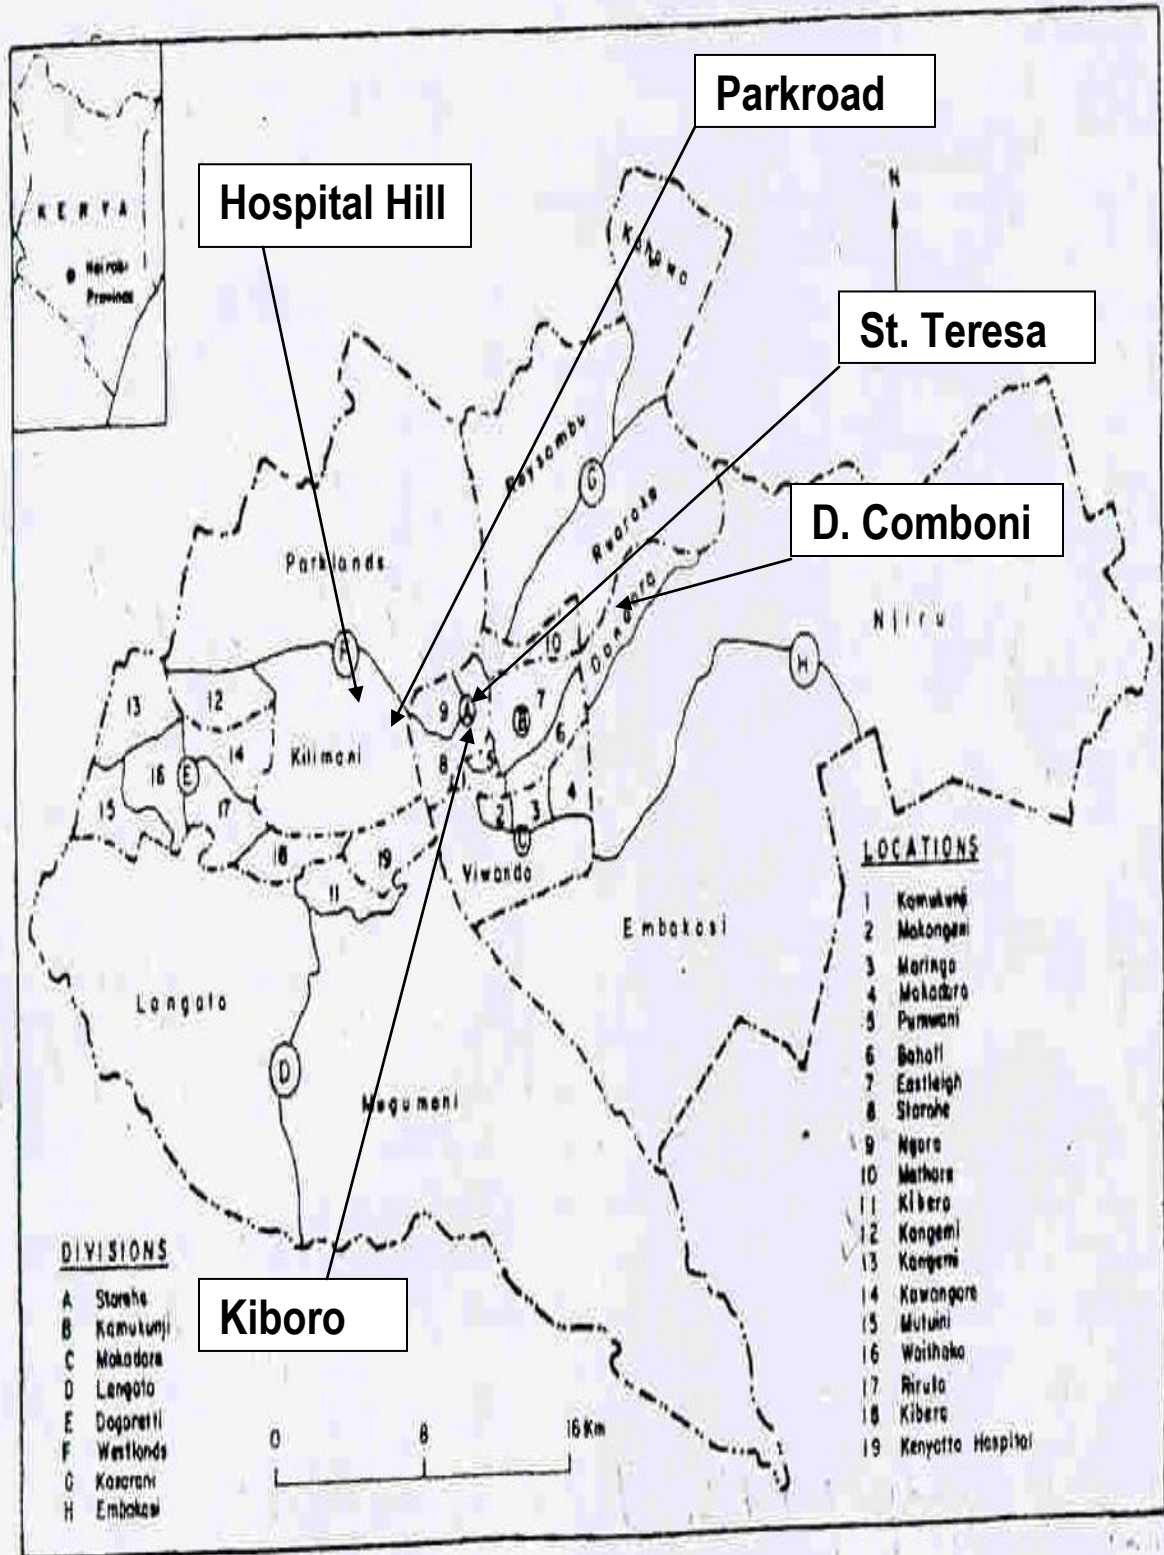 Parkroad
Hospital Hill
St. Teresa
D. Comboni
Kiboro
KENYA
Nairobi
Province
N
Kahawa
G
Dandora
Parklands
Njiru
F
H
10
13
12
9
A
7
B
6
14
Kilimani
16
E
8
5
15
17
2
3
4
18
19
C
11
Viwanda
Embakasi
Langata
D
LOCATIONS
1 Kamukunji
2 Makongeni
3 Maringo
4 Makadara
5 Pumwani
6 Bahati
7 Eastleigh
8 Starehe
9 Ngara
10 Mathare
11 Kibera
12 Kangemi
13 Kangemi
14 Kawangare
15 Mutuini
16 Waithaka
17 Riruta
18 Kibera
19 Kenyatta Hospital
DIVISIONS
A Starehe
B Kamukunji
C Makadara
D Langata
E Dagoretti
F Westlands
G Kasarani
H Embakasi
0 8 16 Km